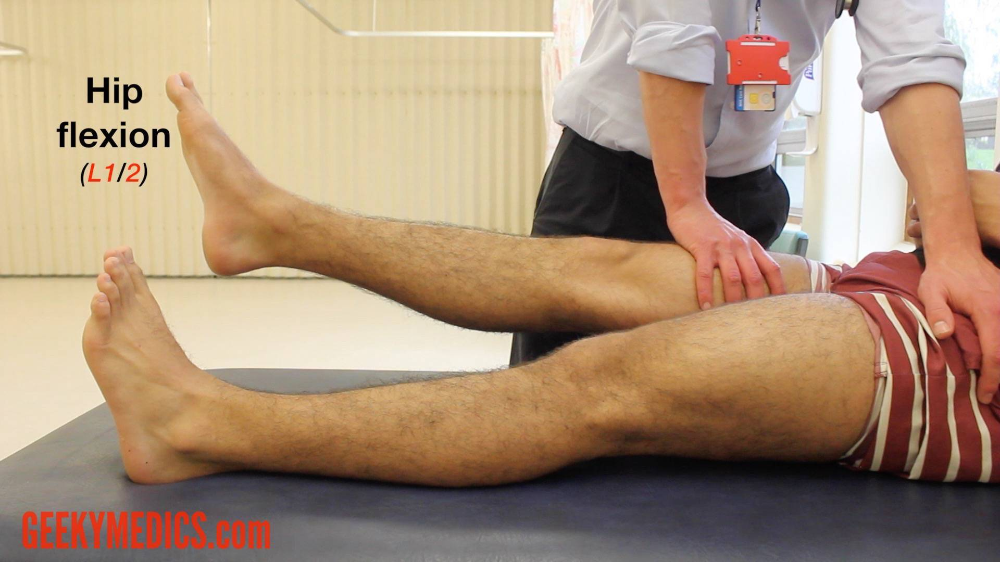 Hip
flexion
(L1/2)
GEEKYMEDICS.com